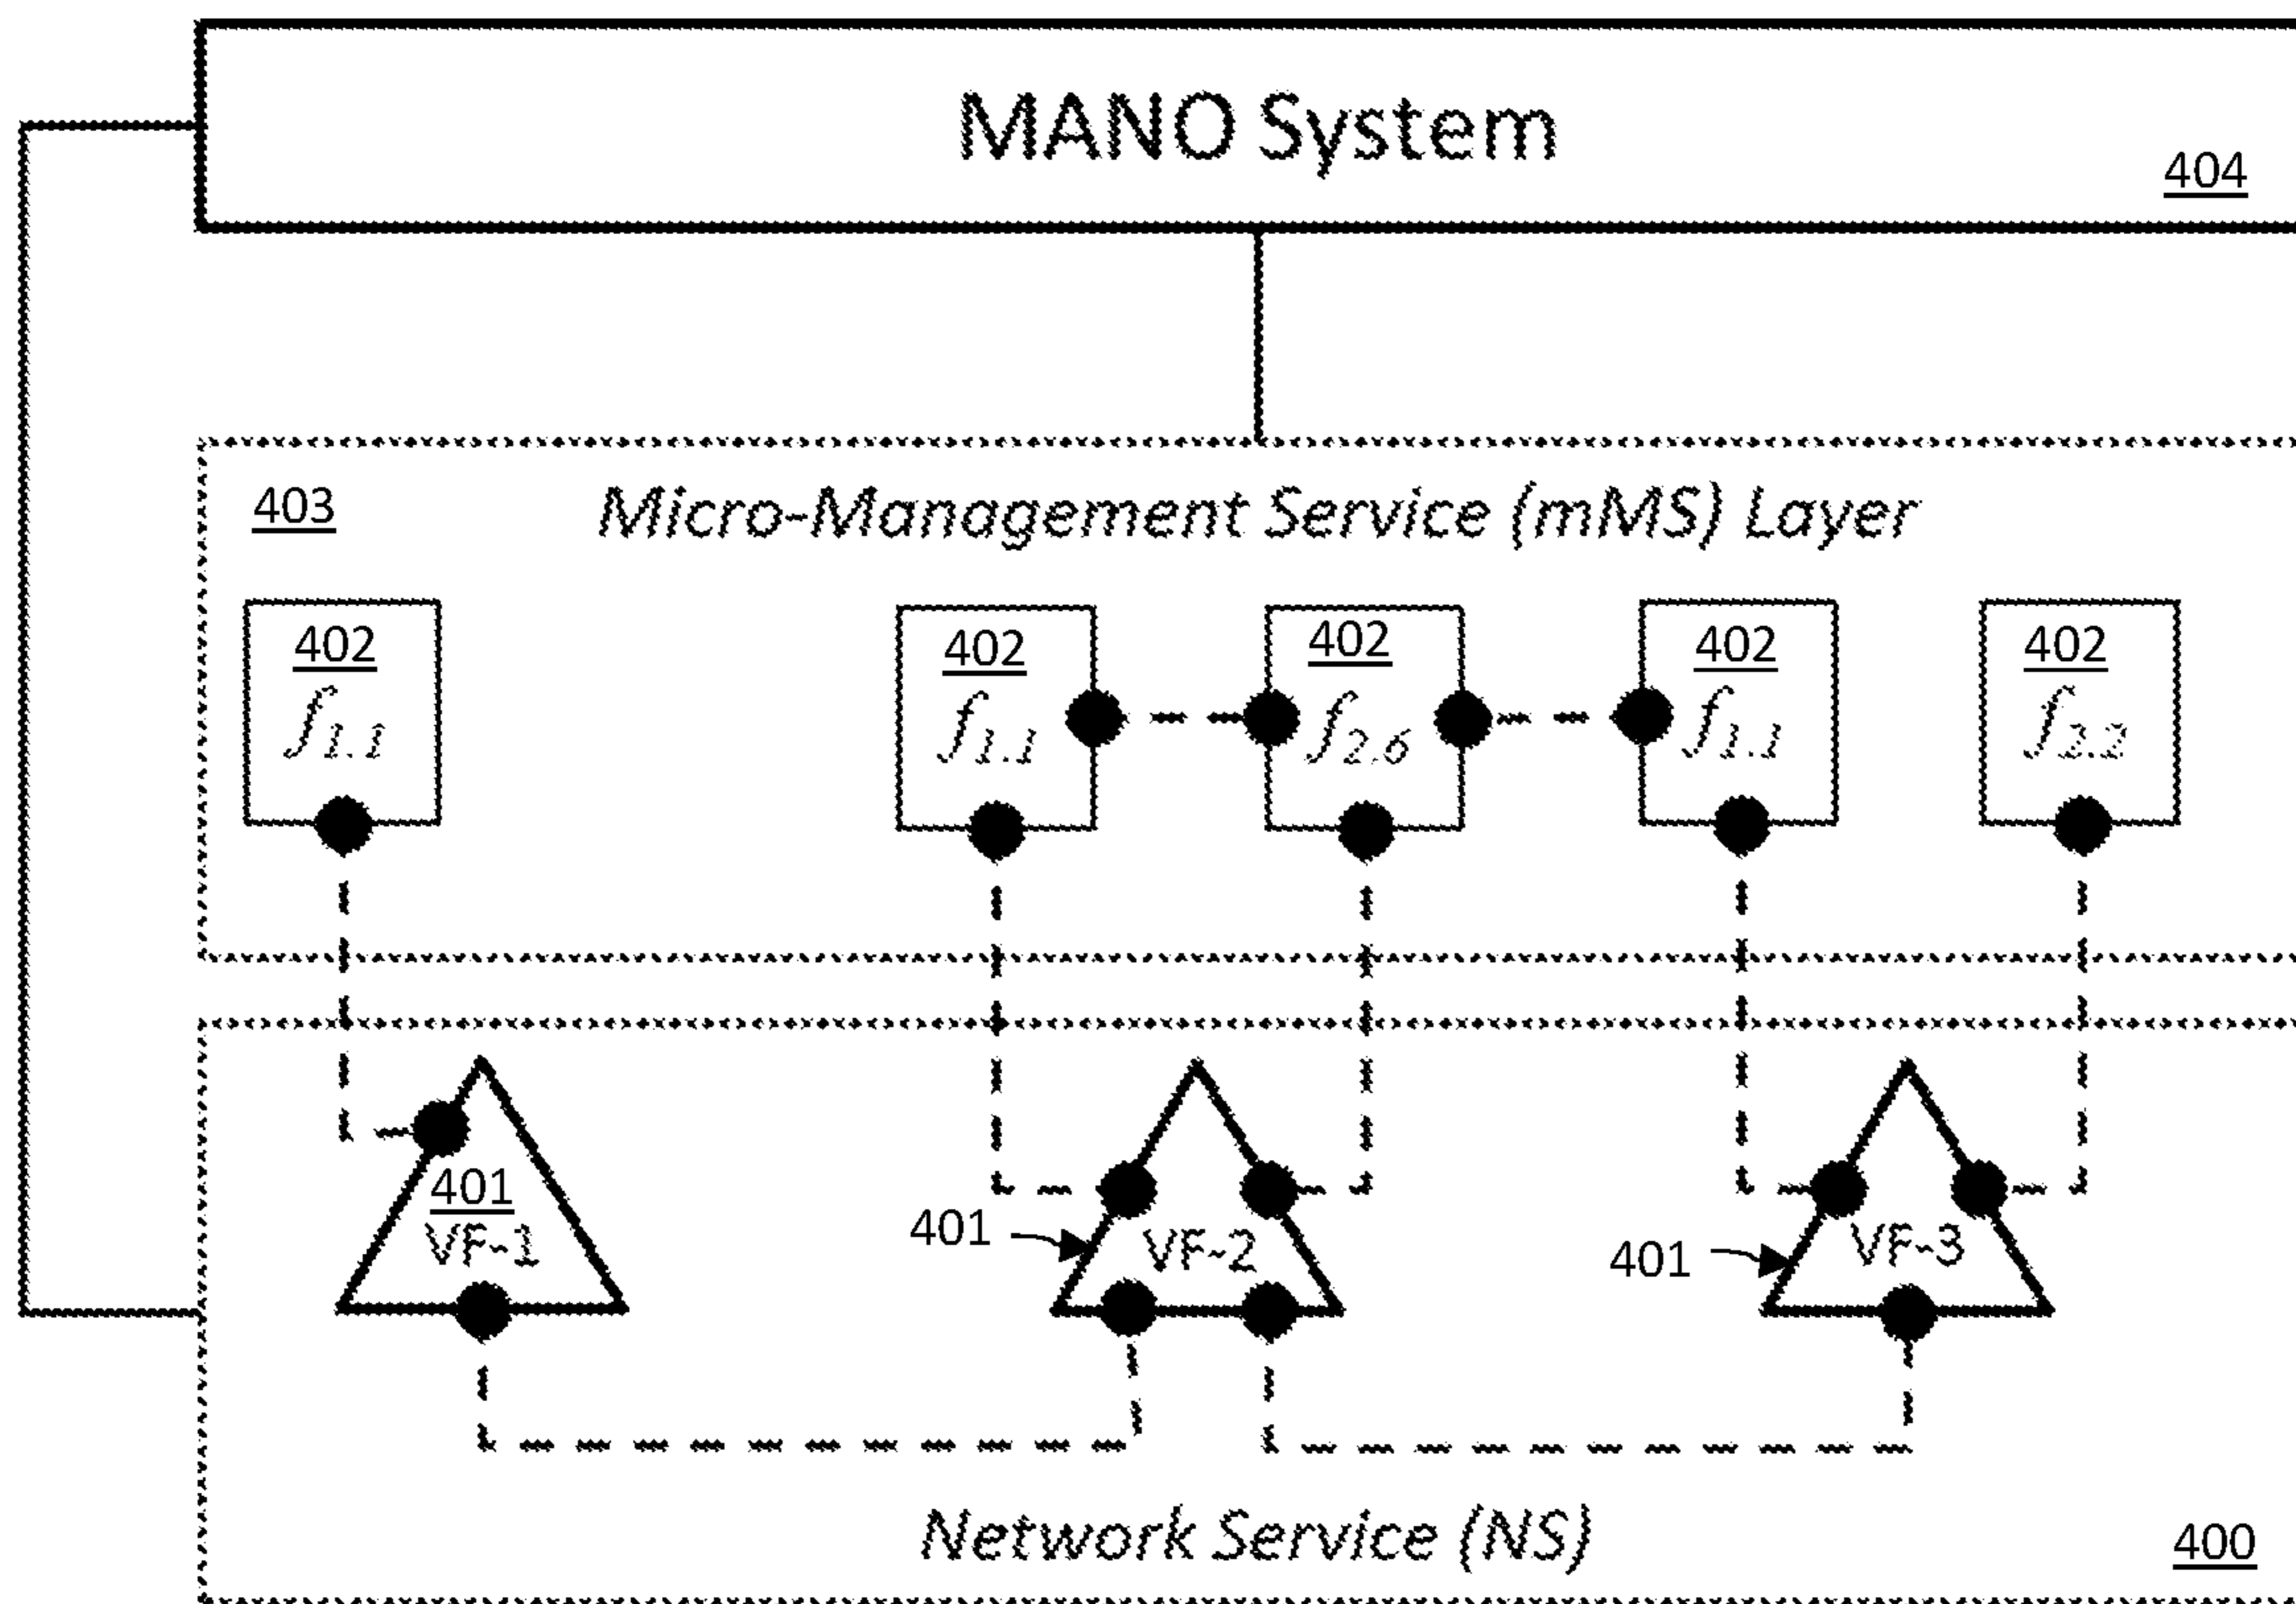 MANO System
404
403
Micro-Management Service (mMS) Layer
402 402 402 402 402
f1.1 f1.1 f2.6 f1.1 f2.2
401
VF-1
401
VF-2
401
VF-3
Network Service (NS)
400